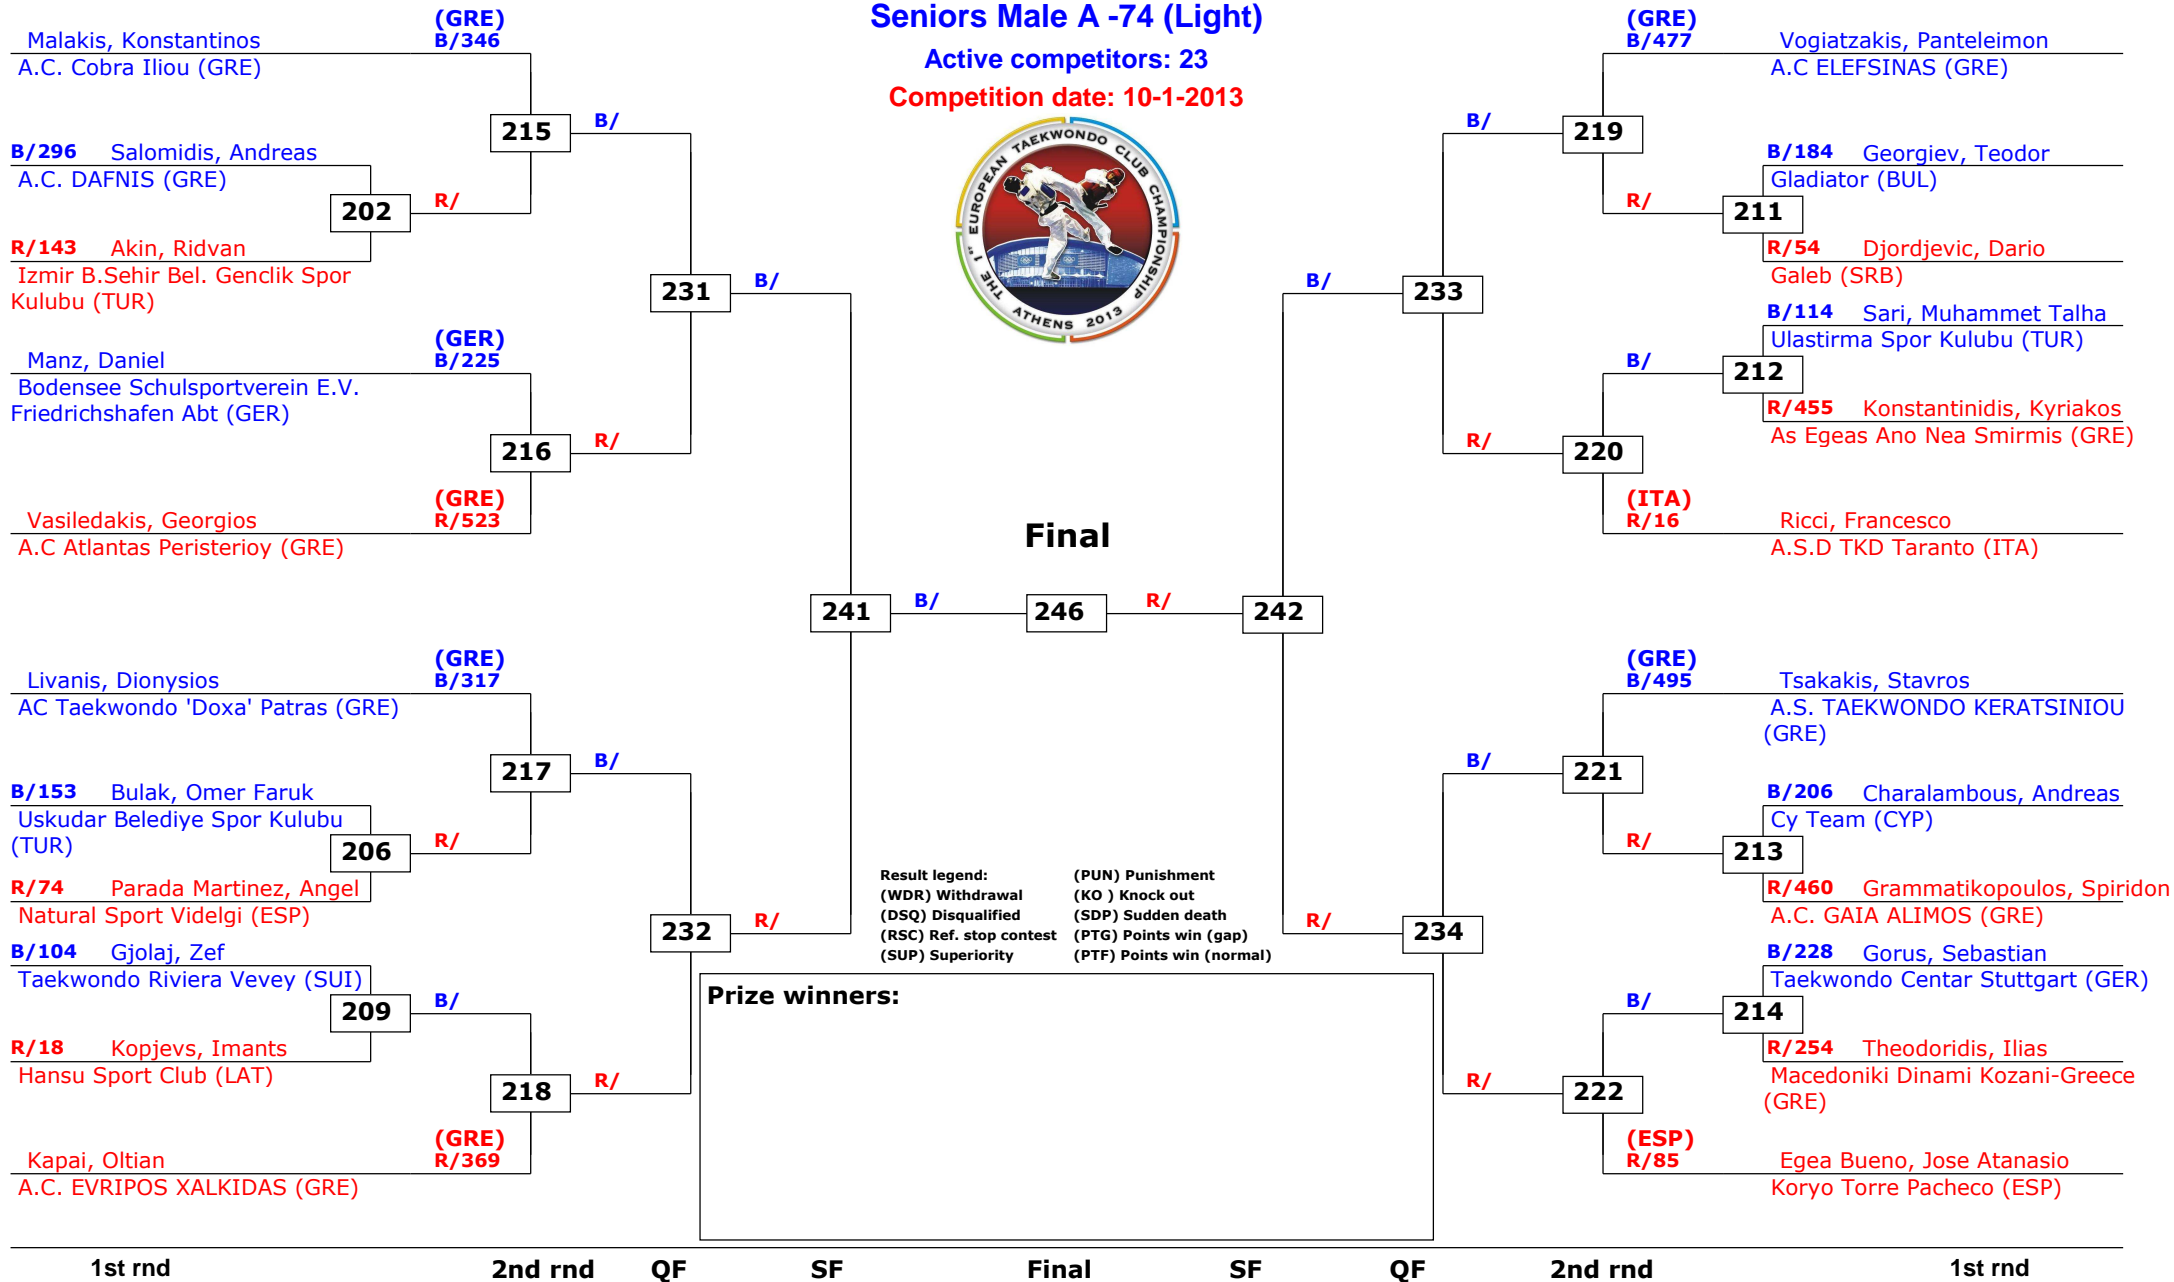 Seniors Male A -74 (Light)
Active competitors: 23
Competition date: 10-1-2013
THE 1st EUROPEAN TAEKWONDO CLUB CHAMPIONSHIP
ATHENS 2013
(GRE)
Malakis, Konstantinos B/346
A.C. Cobra Iliou (GRE)
215
B/
B/296 Salomidis, Andreas
A.C. DAFNIS (GRE)
202
R/
R/143 Akin, Ridvan
Izmir B.Sehir Bel. Genclik Spor
Kulubu (TUR)
231
B/
(GER)
Manz, Daniel B/225
Bodensee Schulsportverein E.V.
Friedrichshafen Abt (GER)
216
R/
(GRE)
Vasiledakis, Georgios R/523
A.C Atlantas Peristerioy (GRE)
241
B/
(GRE)
Livanis, Dionysios B/317
AC Taekwondo 'Doxa' Patras (GRE)
217
B/
B/153 Bulak, Omer Faruk
Uskudar Belediye Spor Kulubu
(TUR)
206
R/
R/74 Parada Martinez, Angel
Natural Sport Videlgi (ESP)
232
R/
B/104 Gjolaj, Zef
Taekwondo Riviera Vevey (SUI)
209
B/
R/18 Kopjevs, Imants
Hansu Sport Club (LAT)
218
R/
(GRE)
Kapai, Oltian R/369
A.C. EVRIPOS XALKIDAS (GRE)
Final
246
R/
242
(GRE)
B/477 Vogiatzakis, Panteleimon
A.C ELEFSINAS (GRE)
B/
219
B/184 Georgiev, Teodor
Gladiator (BUL)
R/
211
R/54 Djordjevic, Dario
Galeb (SRB)
B/
233
B/114 Sari, Muhammet Talha
Ulastirma Spor Kulubu (TUR)
B/
212
R/455 Konstantinidis, Kyriakos
As Egeas Ano Nea Smirmis (GRE)
R/
220
(ITA)
R/16 Ricci, Francesco
A.S.D TKD Taranto (ITA)
(GRE)
B/495 Tsakakis, Stavros
A.S. TAEKWONDO KERATSINIOU
(GRE)
B/
221
B/206 Charalambous, Andreas
Cy Team (CYP)
R/
213
R/460 Grammatikopoulos, Spiridon
A.C. GAIA ALIMOS (GRE)
R/
234
B/228 Gorus, Sebastian
Taekwondo Centar Stuttgart (GER)
B/
214
R/254 Theodoridis, Ilias
Macedoniki Dinami Kozani-Greece
(GRE)
R/
222
(ESP)
R/85 Egea Bueno, Jose Atanasio
Koryo Torre Pacheco (ESP)
Result legend: (PUN) Punishment
(WDR) Withdrawal (KO ) Knock out
(DSQ) Disqualified (SDP) Sudden death
(RSC) Ref. stop contest (PTG) Points win (gap)
(SUP) Superiority (PTF) Points win (normal)
Prize winners:
1st rnd 2nd rnd QF SF Final SF QF 2nd rnd 1st rnd